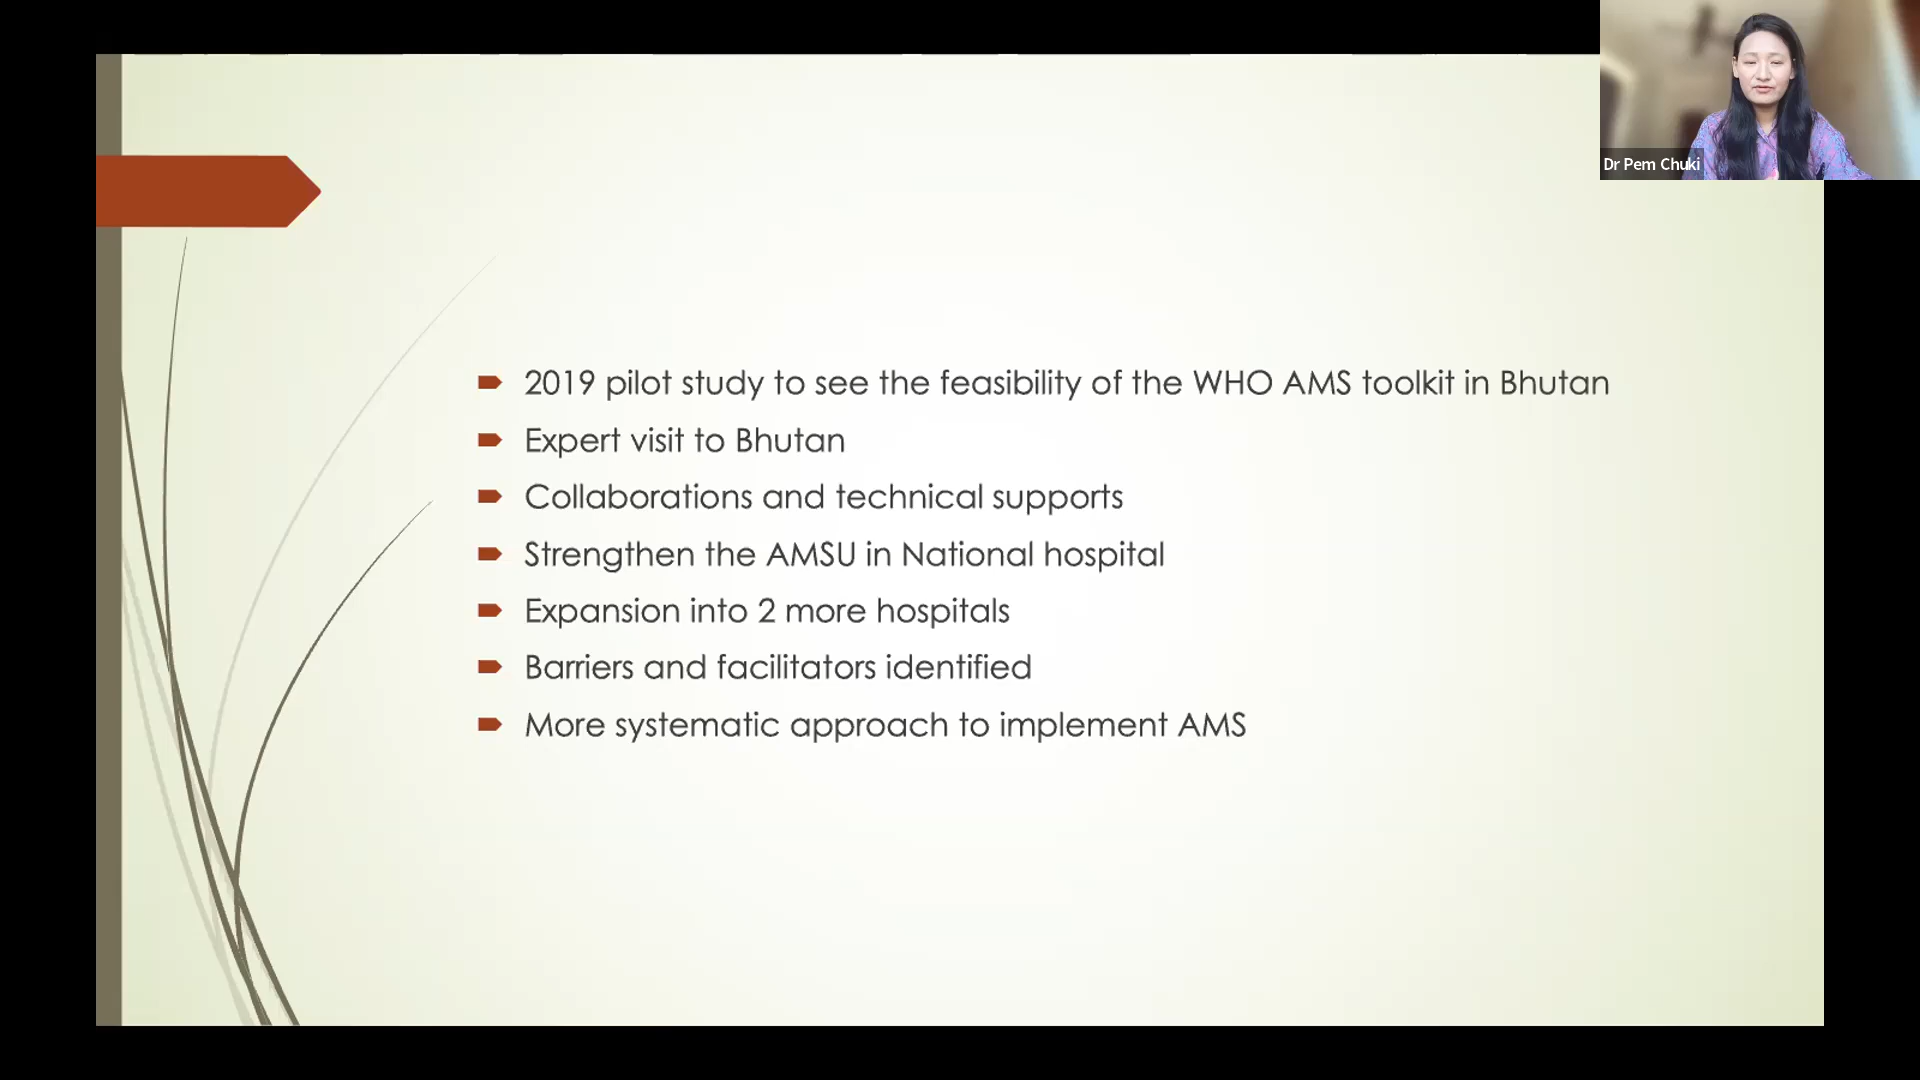 Dr Pem Chuki
2019 pilot study to see the feasibility of the WHO AMS toolkit in Bhutan
Expert visit to Bhutan
Collaborations and technical supports
Strengthen the AMSU in National hospital
Expansion into 2 more hospitals
Barriers and facilitators identified
More systematic approach to implement AMS